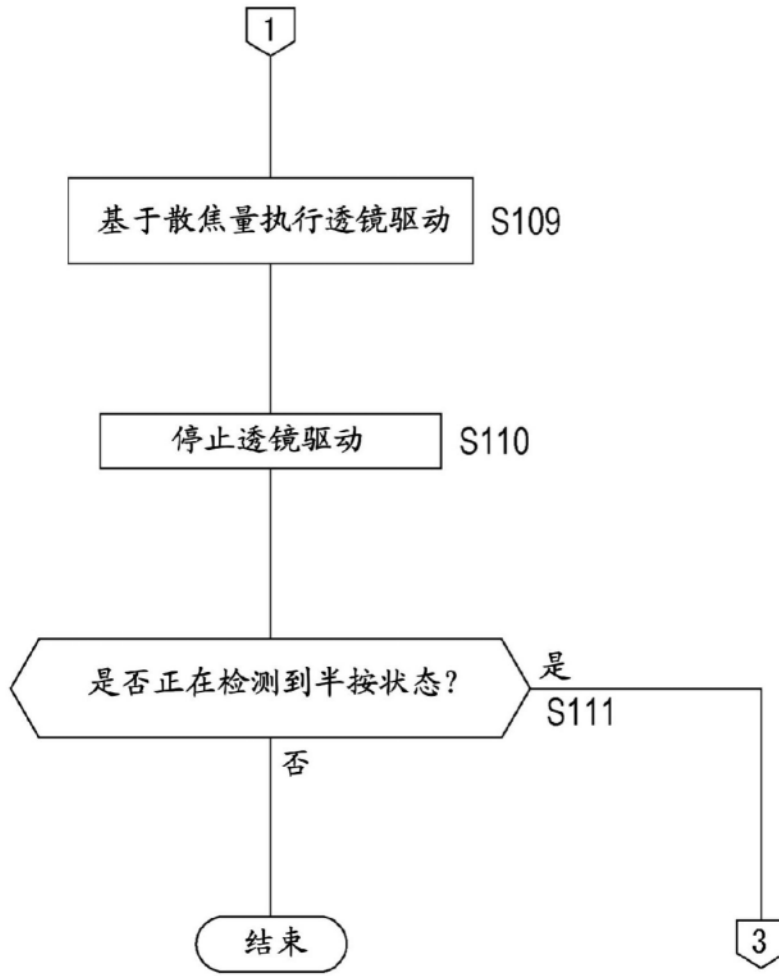 1
基于散焦量执行透镜驱动
S109
停止透镜驱动
S110
是否正在检测到半按状态?
是
S111
否
结束
3